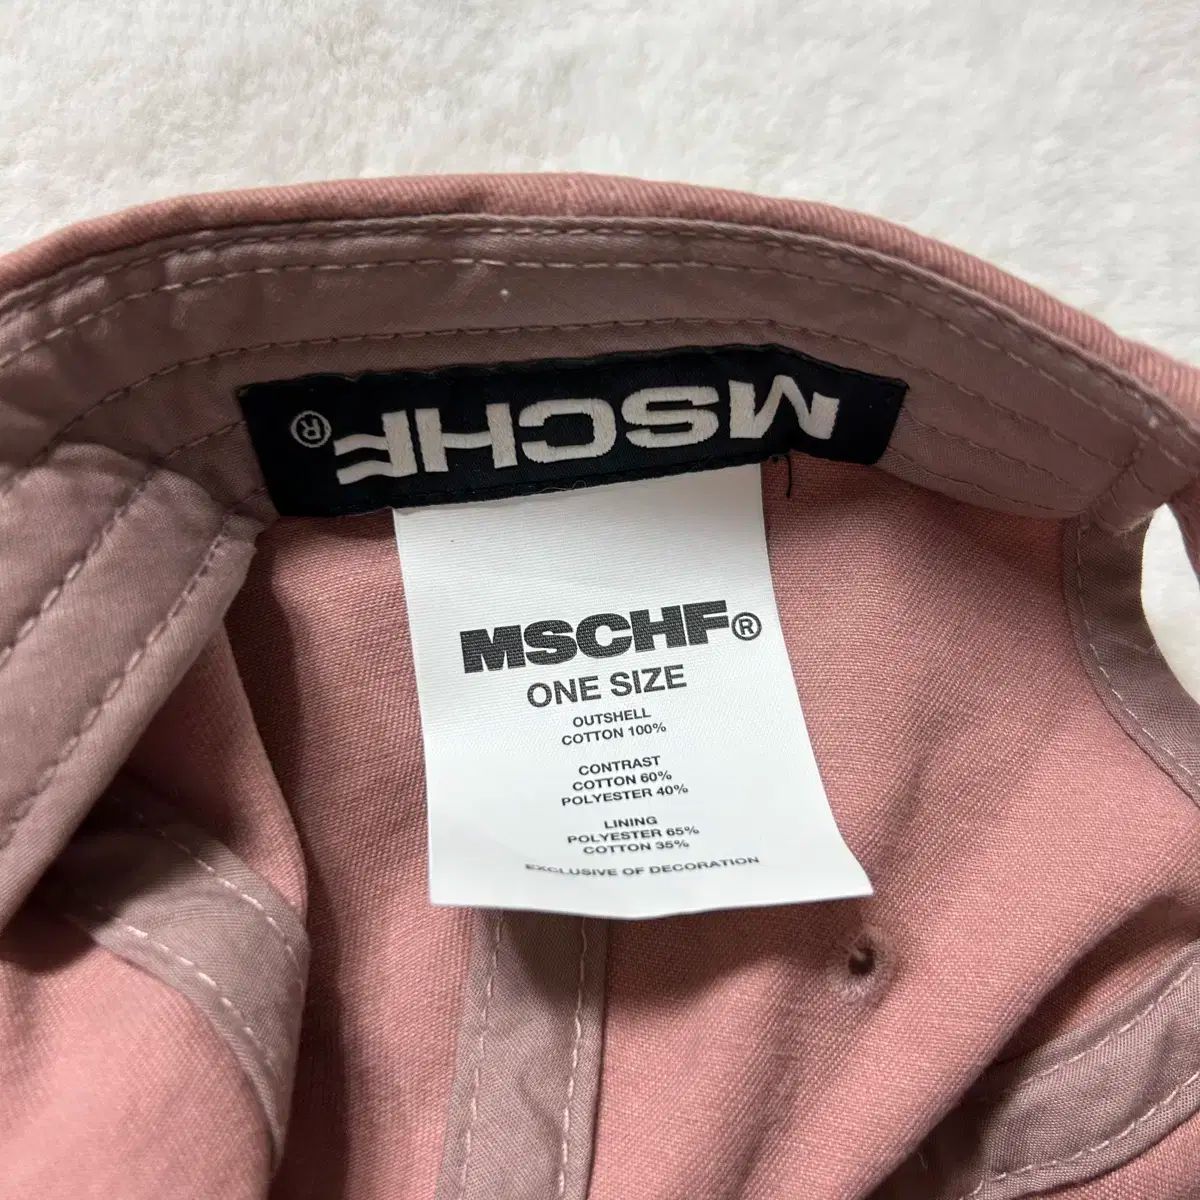 MSCHF®
MSCHF®
ONE SIZE
OUTSHELL
COTTON 100%
CONTRAST
COTTON 60%
POLYESTER 40%
LINING
POLYESTER 65%
COTTON 35%
EXCLUSIVE OF DECORATION